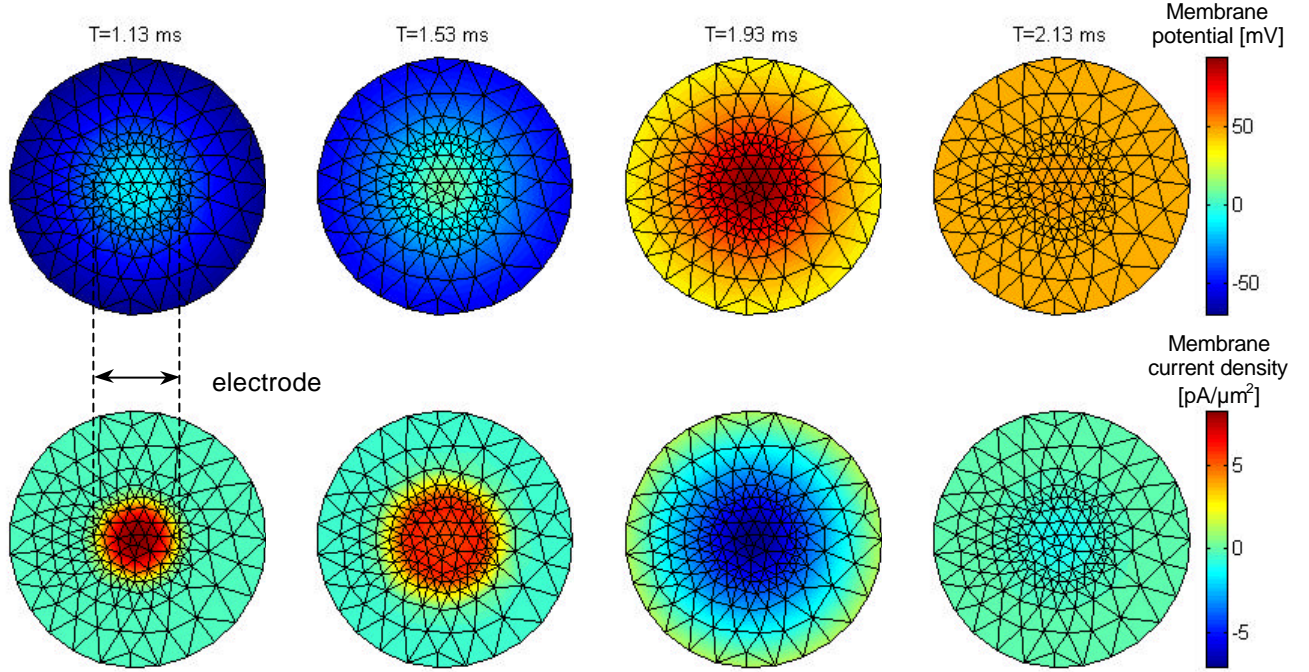 T=1.13 ms
T=1.53 ms
T=1.93 ms
T=2.13 ms
Membrane
potential [mV]
50
0
-50
electrode
Membrane
current density
[pA/µm²]
5
0
-5